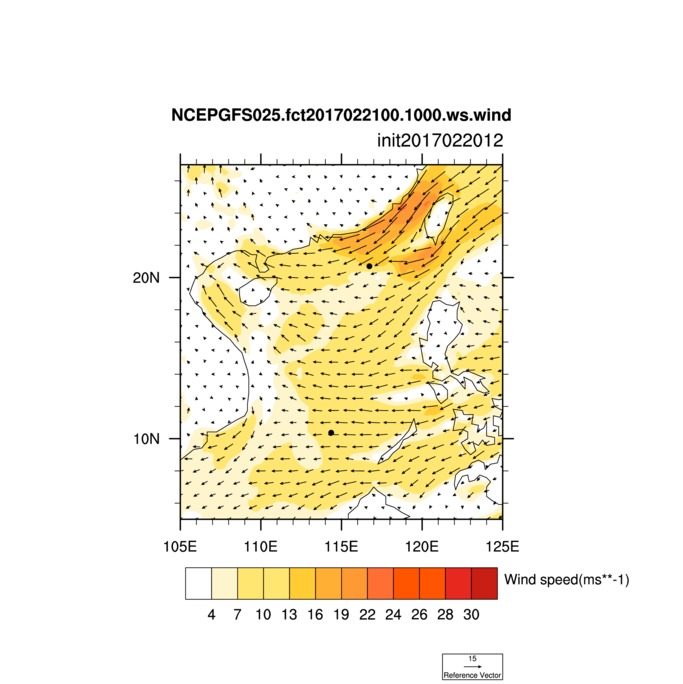 NCEPGFS025.fct2017022100.1000.ws.wind
init2017022012
20N
10N
105E 110E 115E 120E 125E
4 7 10 13 16 19 22 24 26 28 30
Wind speed(ms**-1)
15
Reference Vector